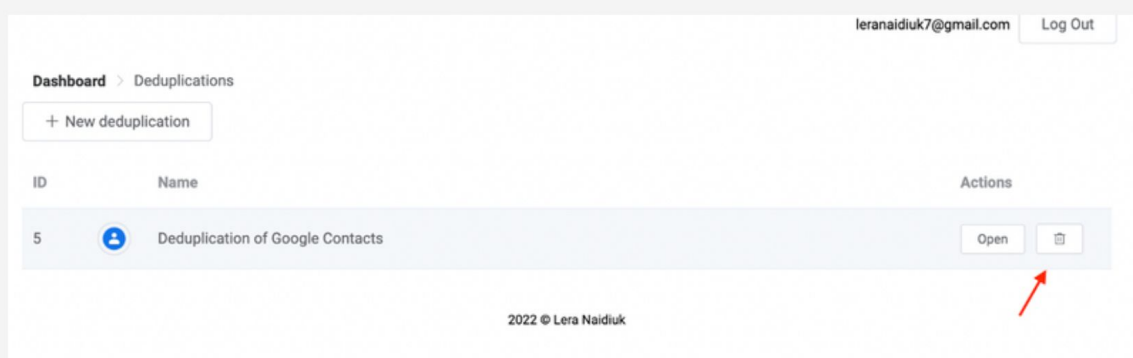 leranaidiuk7@gmail.com Log Out
Dashboard > Deduplications
+ New deduplication
ID Name Actions
5 Deduplication of Google Contacts Open
2022 © Lera Naidiuk